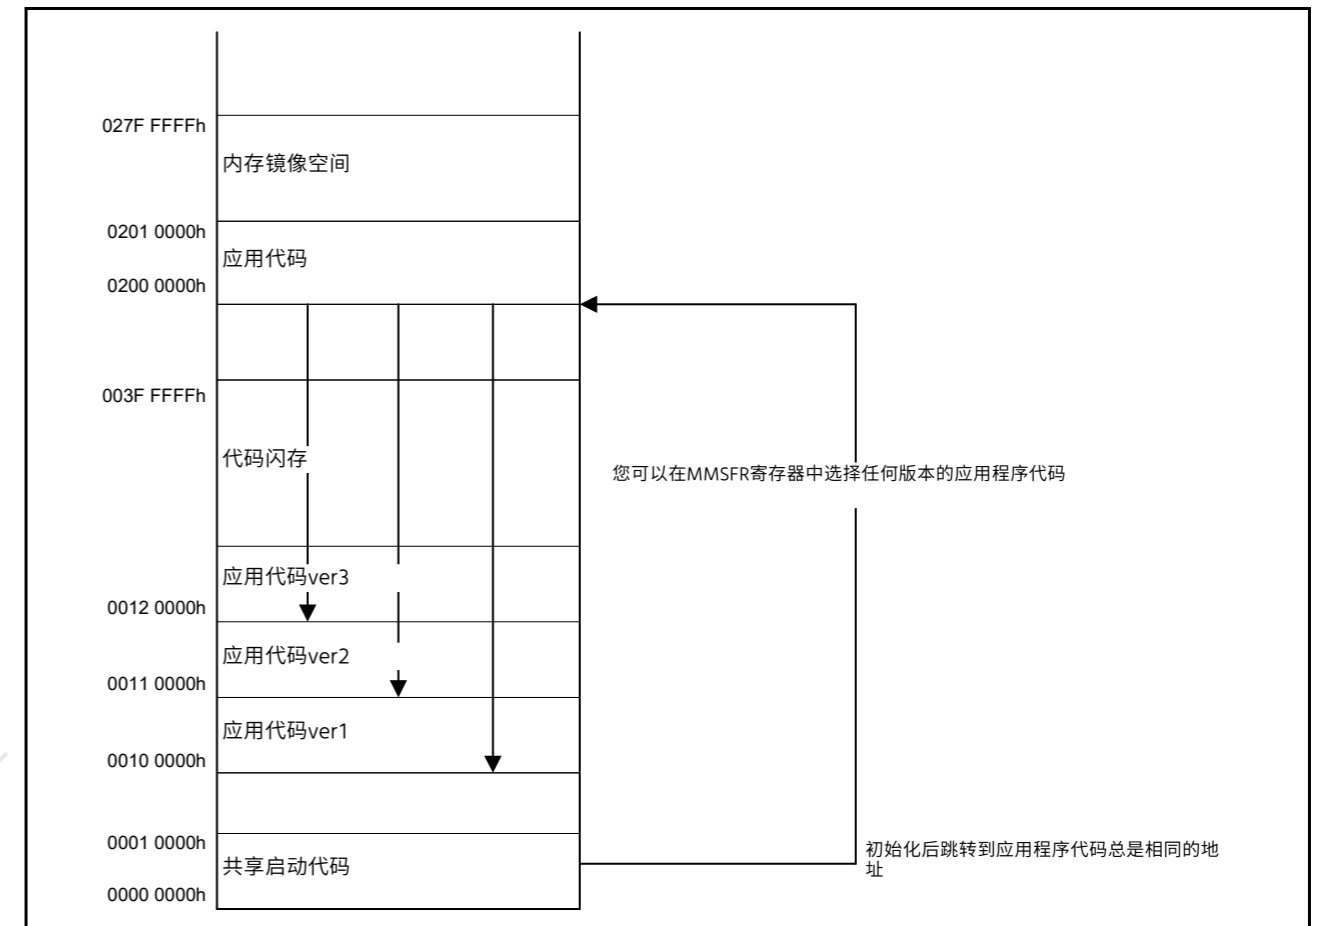 027F FFFFh
内存镜像空间
0201 0000h
应用代码
0200 0000h
003F FFFFh
代码闪存
您可以在MMSFR寄存器中选择任何版本的应用程序代码
应用代码ver3
0012 0000h
应用代码ver2
0011 0000h
应用代码ver1
0010 0000h
0001 0000h
初始化后跳转到应用程序代码总是相同的地
址
共享启动代码
0000 0000h